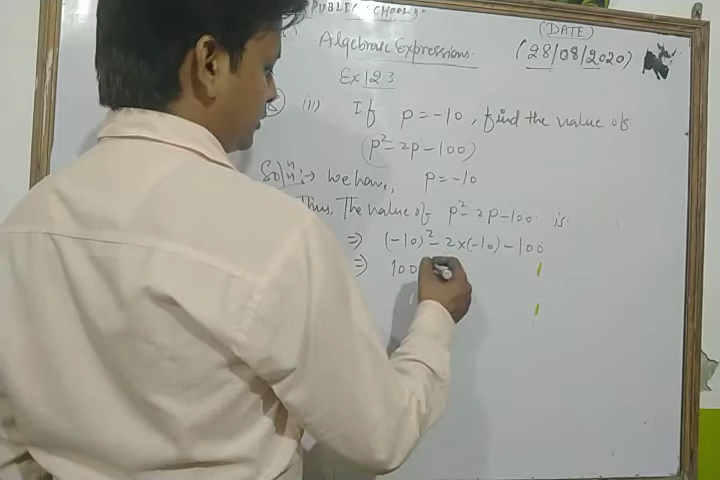 PUBLIC SCHOOL
(DATE)
Algebraic Expressions
(28/08/2020)
Ex 12.3
(ii) If p = -10, find the value of
(p² - 2p - 100)
Solⁿ:→ we have, p = -10
Thus, The value of p² - 2p - 100 is
⇒ (-10)² - 2×(-10) - 100
⇒ 100